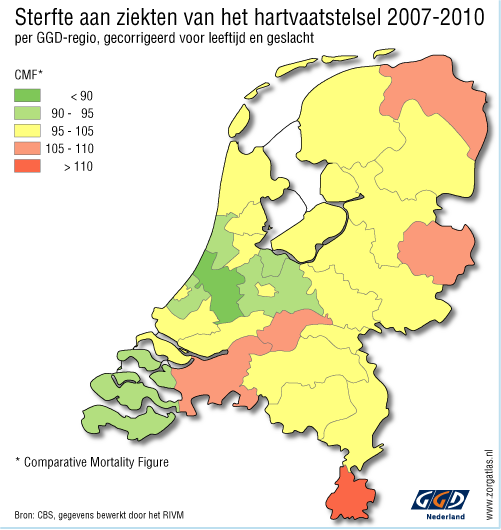 Sterfte aan ziekten van het hartvaatstelsel 2007-2010
per GGD-regio, gecorrigeerd voor leeftijd en geslacht
CMF*
< 90
90 - 95
95 - 105
105 - 110
> 110
* Comparative Mortality Figure
Bron: CBS, gegevens bewerkt door het RIVM
GGD
Nederland
www.zorgatlas.nl